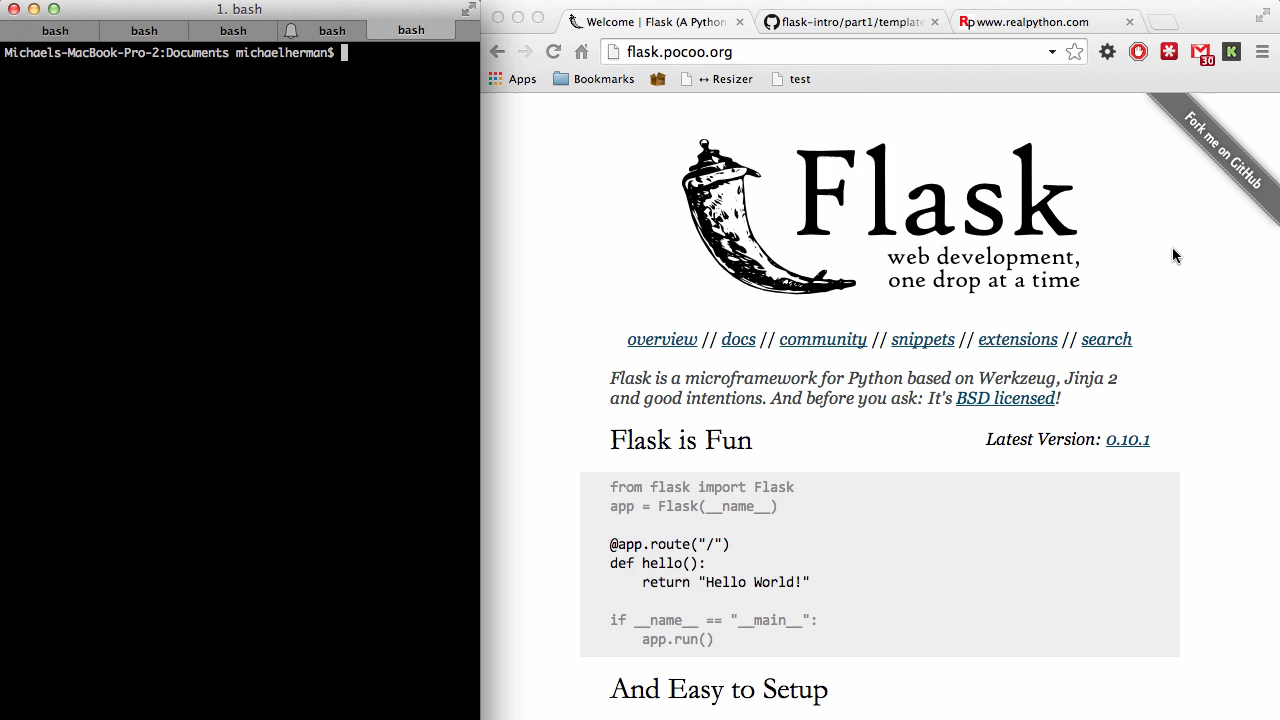 1. bash
bash
bash
bash
bash
bash
Michaels-MacBook-Pro-2:Documents michaelherman$
Welcome | Flask (A Python
flask-intro/part1/template
Rp www.realpython.com
flask.pocoo.org
30
K
Apps
Bookmarks
↔ Resizer
test
Fork me on GitHub
Flask
web development,
one drop at a time
overview // docs // community // snippets // extensions // search
Flask is a microframework for Python based on Werkzeug, Jinja 2
and good intentions. And before you ask: It's BSD licensed!
Flask is Fun
Latest Version: 0.10.1
from flask import Flask
app = Flask(__name__)
@app.route("/")
def hello():
    return "Hello World!"
if __name__ == "__main__":
    app.run()
And Easy to Setup